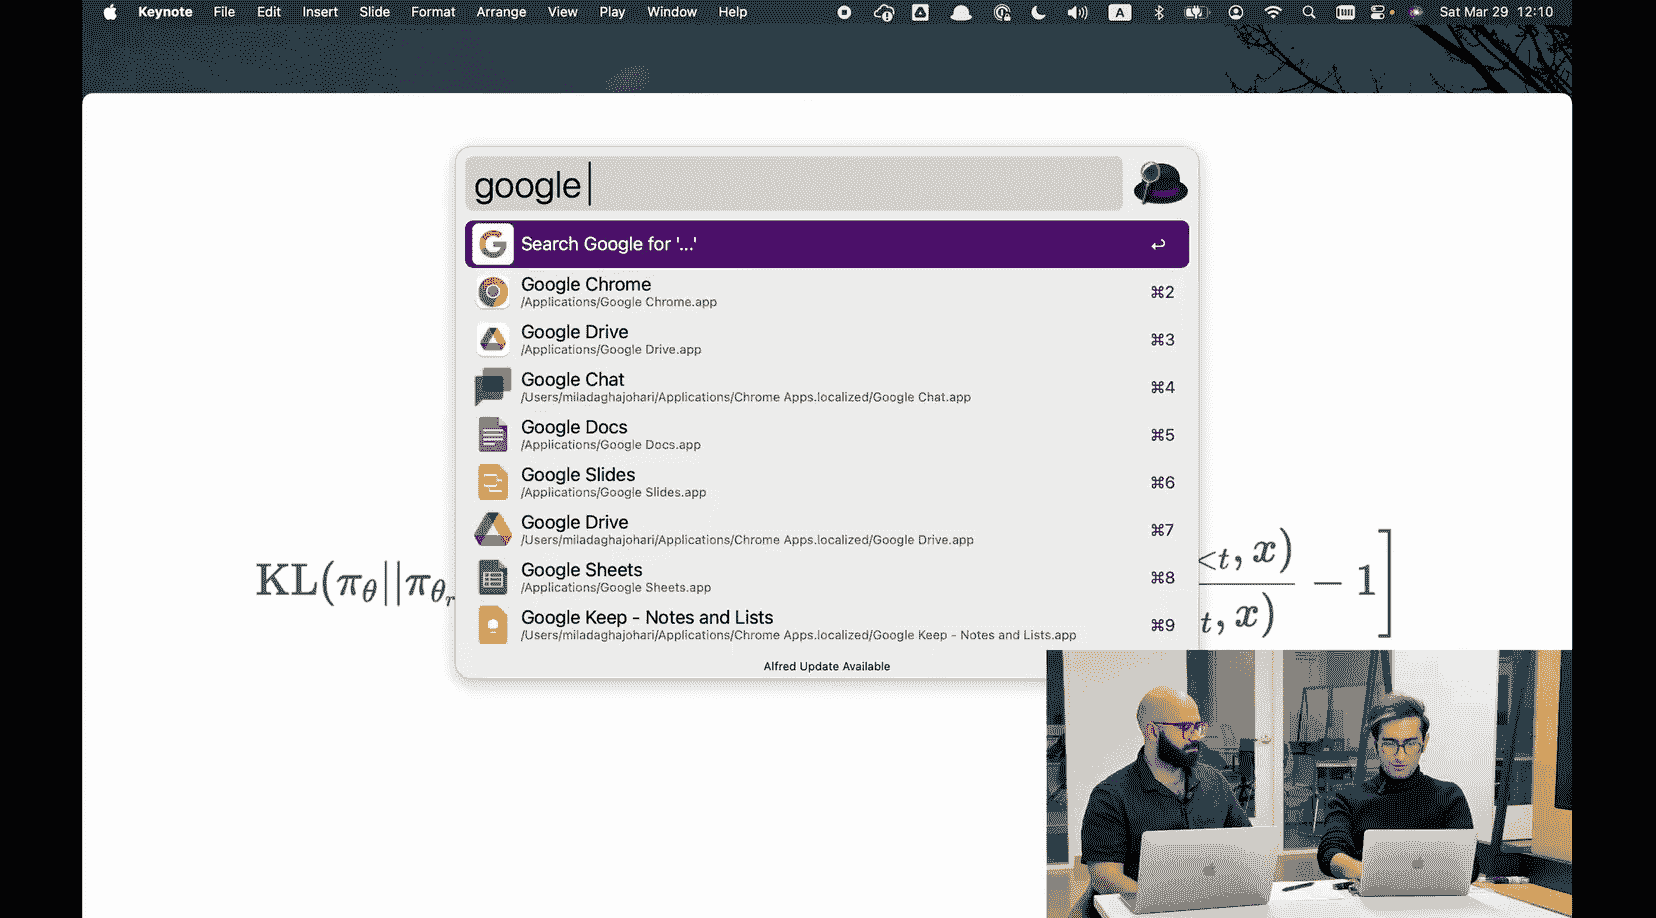 Keynote File Edit Insert Slide Format Arrange View Play Window Help A Sat Mar 29 12:10
google
Search Google for '...'
Google Chrome
/Applications/Google Chrome.app
⌘2
Google Drive
/Applications/Google Drive.app
⌘3
Google Chat
/Users/miladaghajohari/Applications/Chrome Apps.localized/Google Chat.app
⌘4
Google Docs
/Applications/Google Docs.app
⌘5
Google Slides
/Applications/Google Slides.app
⌘6
Google Drive
/Users/miladaghajohari/Applications/Chrome Apps.localized/Google Drive.app
⌘7
Google Sheets
/Applications/Google Sheets.app
⌘8
Google Keep - Notes and Lists
/Users/miladaghajohari/Applications/Chrome Apps.localized/Google Keep - Notes and Lists.app
⌘9
Alfred Update Available
KL(π_θ||π_θ_r
<t, x)
t, x)
− 1]